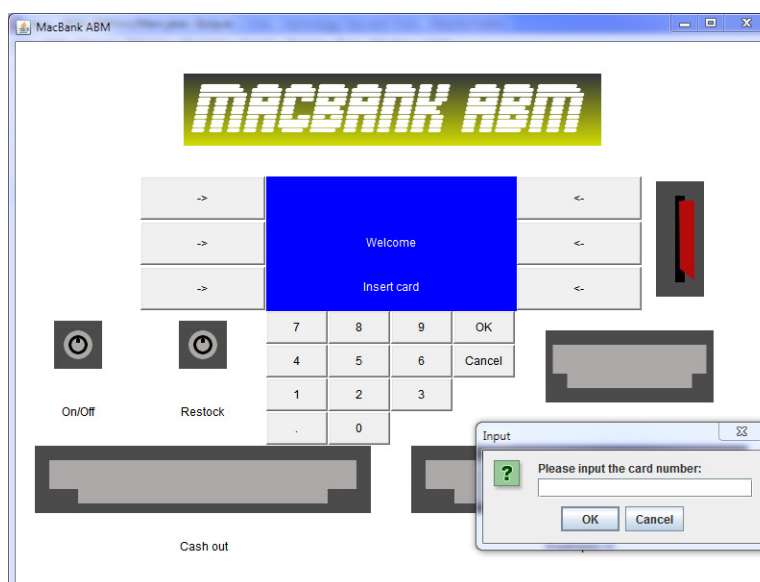 MacBank ABM
MACBANK ABM
-> <-
-> Welcome <-
-> Insert card <-
7 8 9 OK
4 5 6 Cancel
1 2 3
. 0
On/Off Restock
Input
Please input the card number:
OK Cancel
Cash out